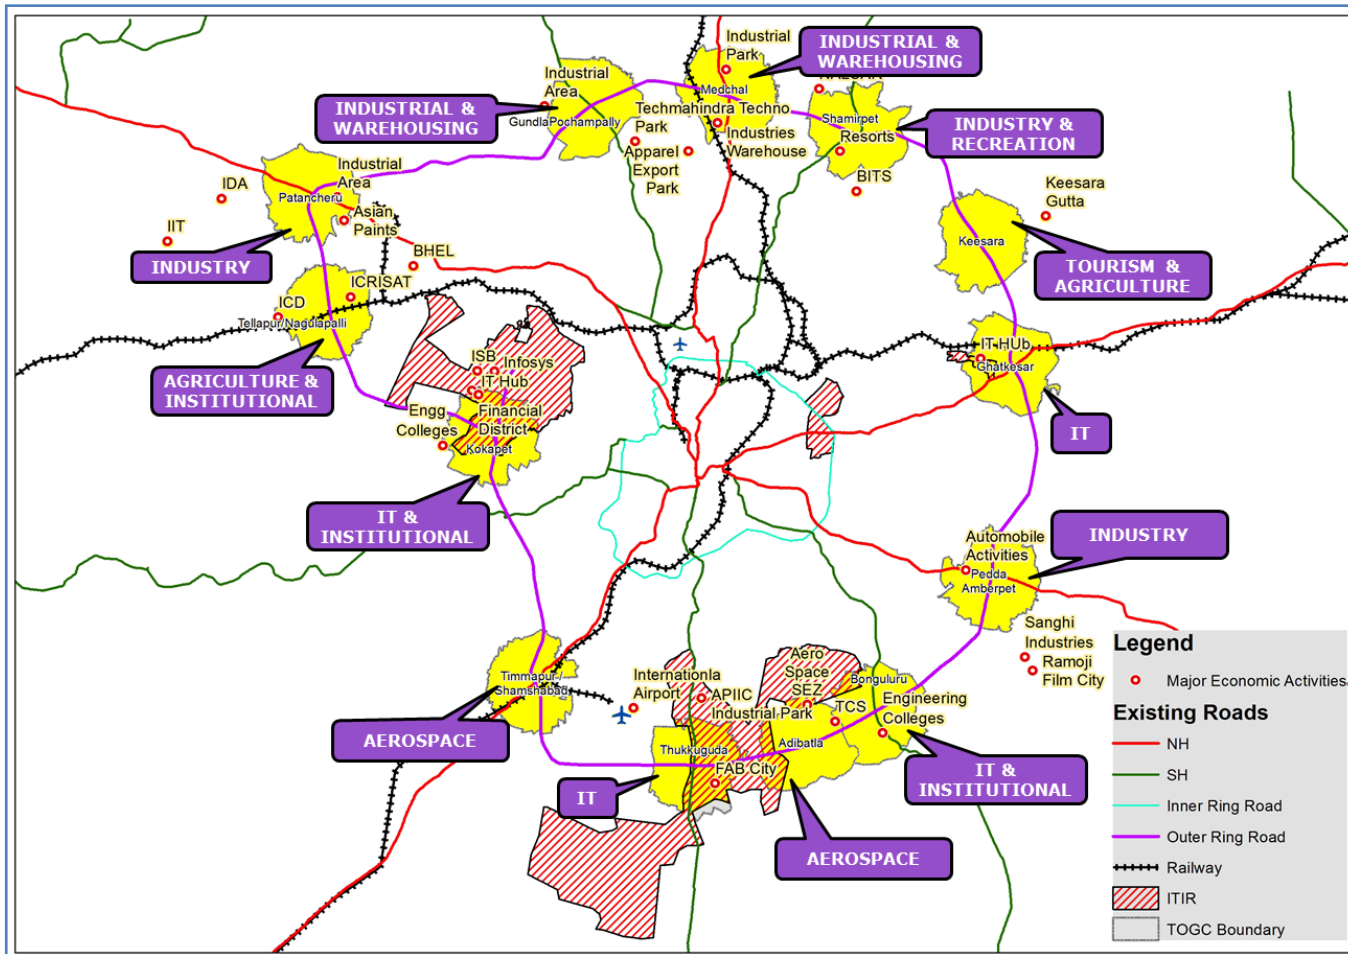 Industrial
Park
INDUSTRIAL &
WAREHOUSING
Industrial
Area
INDUSTRIAL &
WAREHOUSING
GundlaPochampally
Medchal
Techmahindra Techno
Park
Industries
Warehouse
Apparel
Export
Park
Shamirpet
Resorts
BITS
INDUSTRY &
RECREATION
Industrial
Area
Patancheru
Asian
Paints
IDA
IIT
INDUSTRY
BHEL
ICRISAT
ICD
Tellapur/Nagulapalli
AGRICULTURE &
INSTITUTIONAL
Keesara
Gutta
Keesara
TOURISM &
AGRICULTURE
IT HUb
Ghatkesar
IT
ISB
Infosys
IT Hub
Engg
Colleges
Financial
District
Kokapet
IT &
INSTITUTIONAL
Automobile
Activities
Pedda
Amberpet
INDUSTRY
Sanghi
Industries
Ramoji
Film City
Timmapur /
Shamshabad
AEROSPACE
Internationla
Airport
APIIC
Industrial Park
Aero
Space
SEZ
TCS
Bonguluru
Engineering
Colleges
Thukkuguda
Adibatla
FAB City
IT
AEROSPACE
IT &
INSTITUTIONAL
Legend
Major Economic Activities
Existing Roads
NH
SH
Inner Ring Road
Outer Ring Road
Railway
ITIR
TOGC Boundary